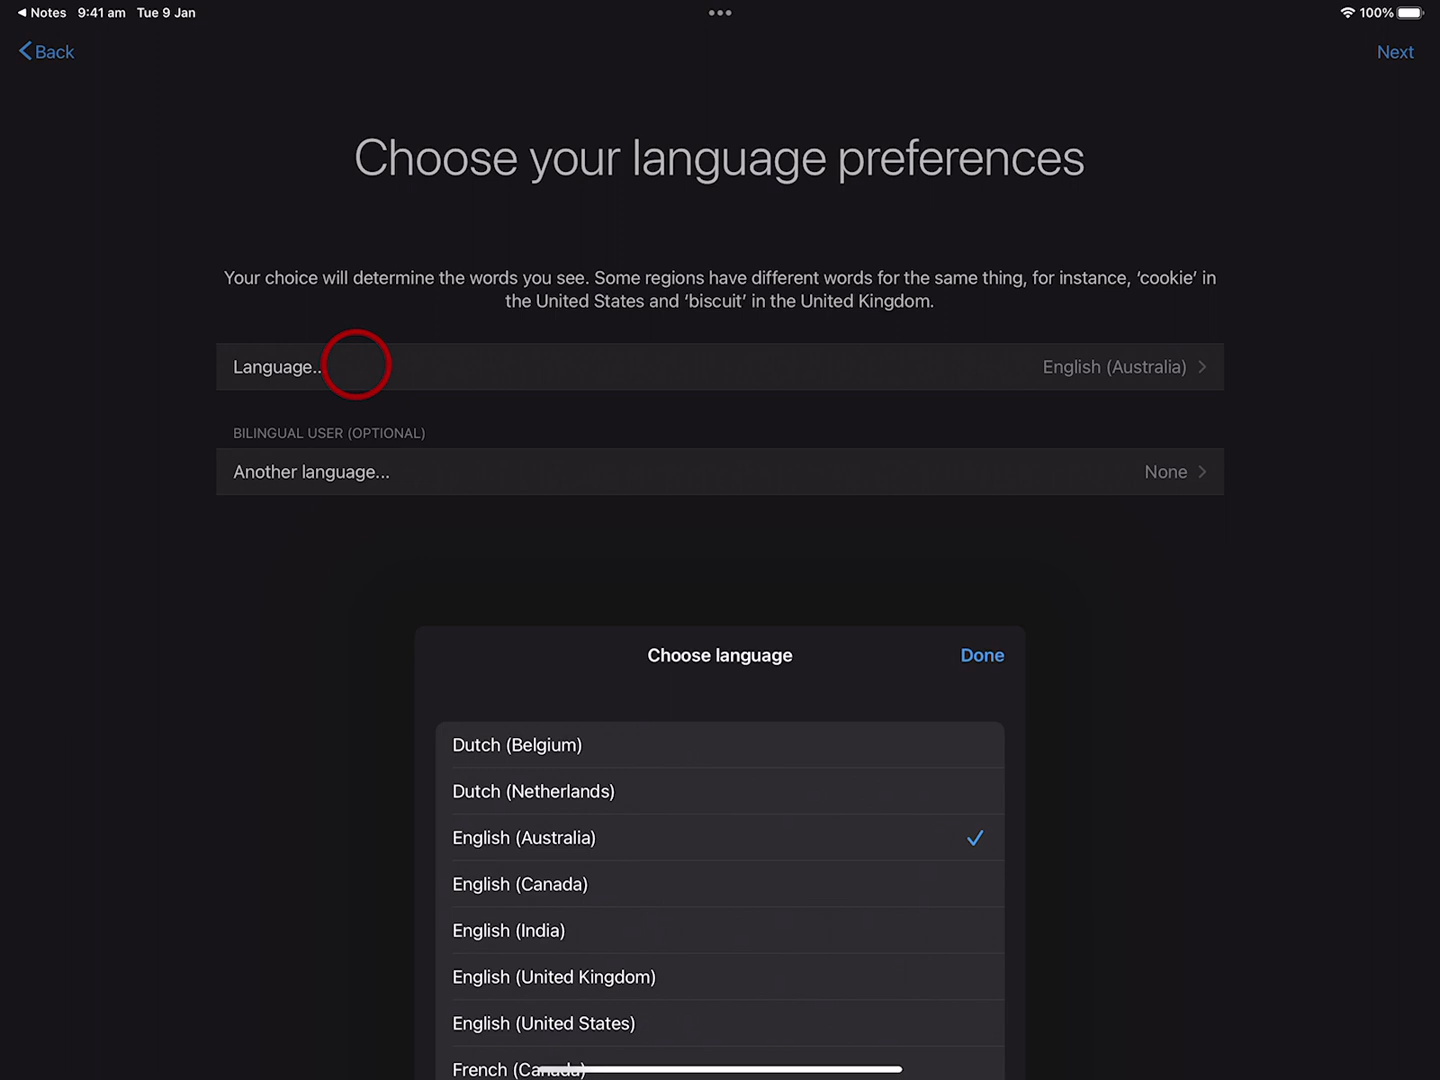 Notes 9:41 am Tue 9 Jan
100%
Back
Next
Choose your language preferences
Your choice will determine the words you see. Some regions have different words for the same thing, for instance, ‘cookie’ in
the United States and ‘biscuit’ in the United Kingdom.
Language... English (Australia)
BILINGUAL USER (OPTIONAL)
Another language... None
Choose language
Done
Dutch (Belgium)
Dutch (Netherlands)
English (Australia)
English (Canada)
English (India)
English (United Kingdom)
English (United States)
French (Canada)